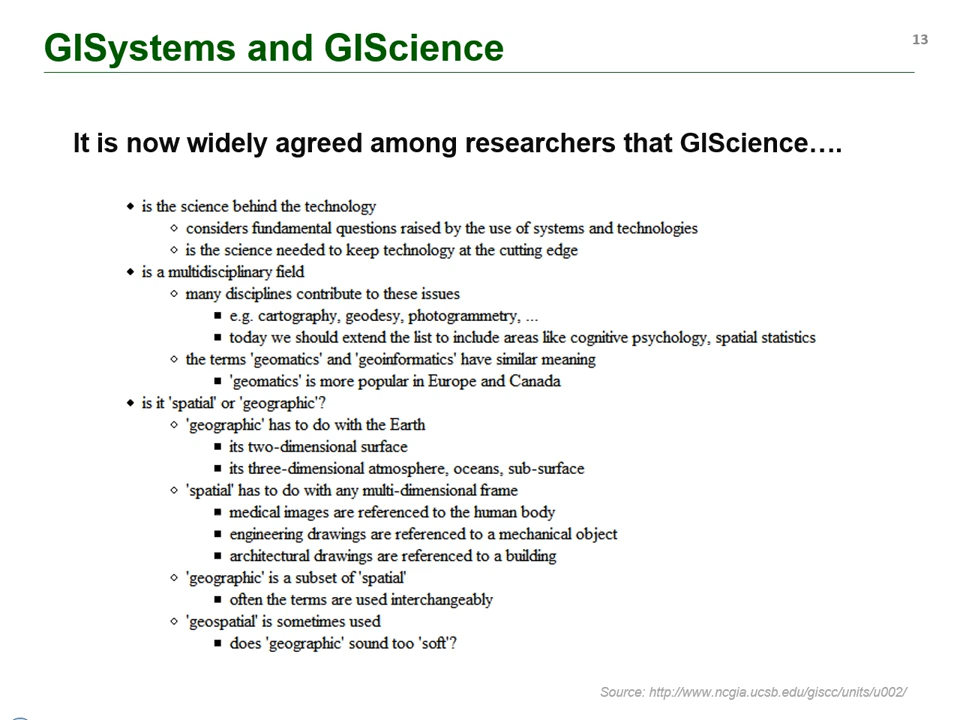 GISystems and GIScience
13
It is now widely agreed among researchers that GIScience….
◆ is the science behind the technology
◇ considers fundamental questions raised by the use of systems and technologies
◇ is the science needed to keep technology at the cutting edge
◆ is a multidisciplinary field
◇ many disciplines contribute to these issues
■ e.g. cartography, geodesy, photogrammetry, ...
■ today we should extend the list to include areas like cognitive psychology, spatial statistics
◇ the terms 'geomatics' and 'geoinformatics' have similar meaning
■ 'geomatics' is more popular in Europe and Canada
◆ is it 'spatial' or 'geographic'?
◇ 'geographic' has to do with the Earth
■ its two-dimensional surface
■ its three-dimensional atmosphere, oceans, sub-surface
◇ 'spatial' has to do with any multi-dimensional frame
■ medical images are referenced to the human body
■ engineering drawings are referenced to a mechanical object
■ architectural drawings are referenced to a building
◇ 'geographic' is a subset of 'spatial'
■ often the terms are used interchangeably
◇ 'geospatial' is sometimes used
■ does 'geographic' sound too 'soft'?
Source: http://www.ncgia.ucsb.edu/giscc/units/u002/